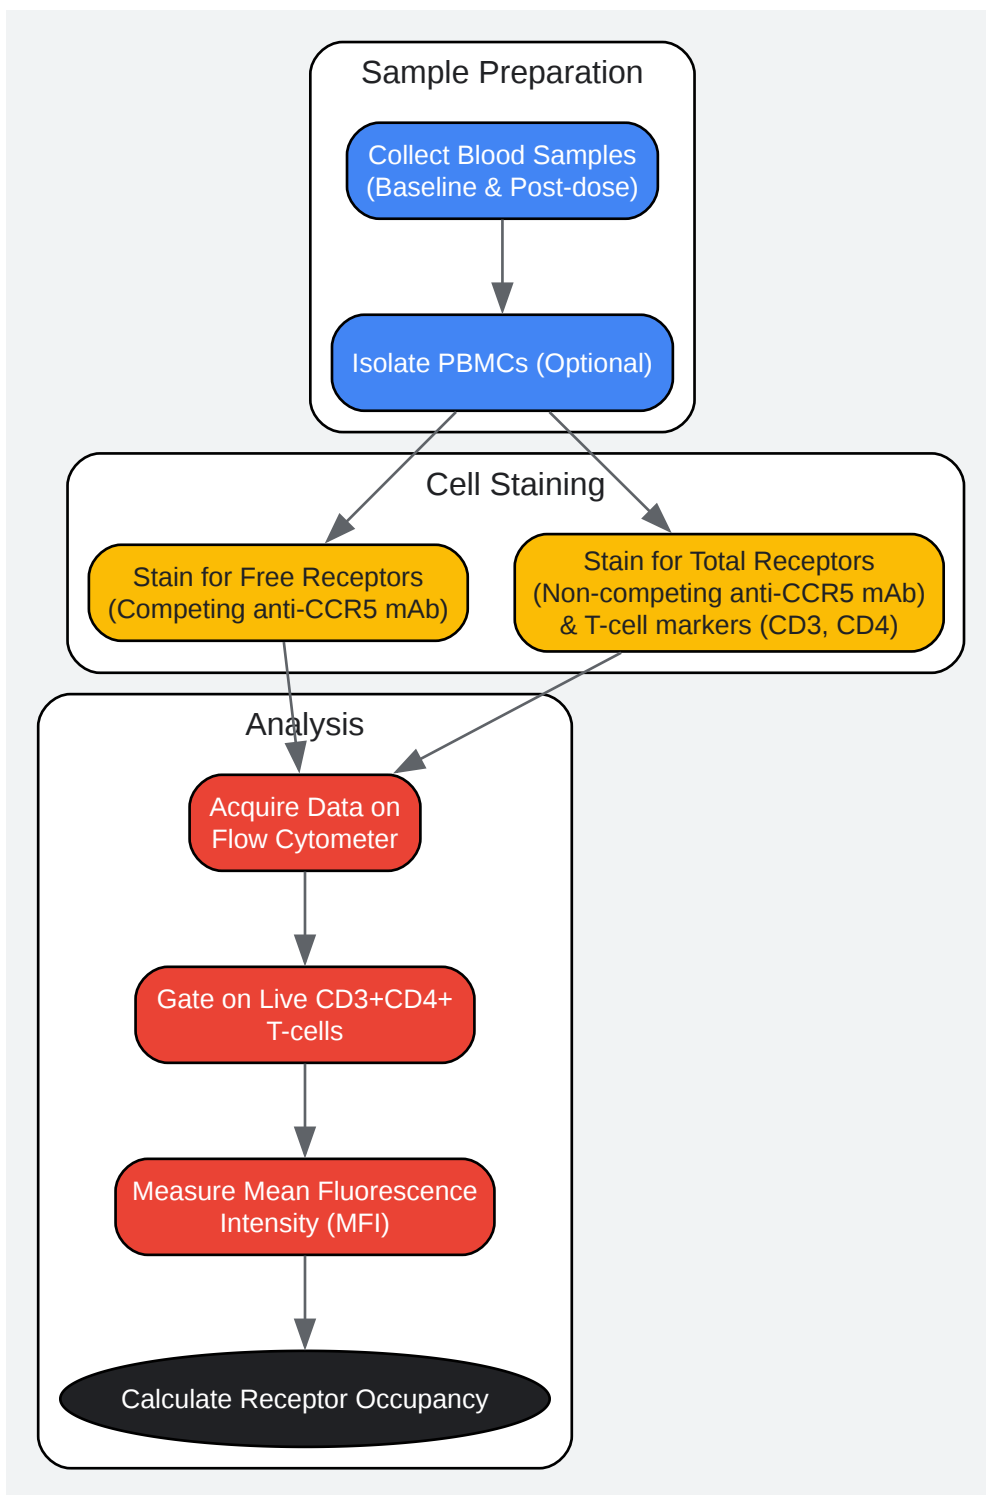 Sample Preparation
Collect Blood Samples
(Baseline & Post-dose)
Isolate PBMCs (Optional)
Cell Staining
Stain for Free Receptors
(Competing anti-CCR5 mAb)
Stain for Total Receptors
(Non-competing anti-CCR5 mAb)
& T-cell markers (CD3, CD4)
Analysis
Acquire Data on
Flow Cytometer
Gate on Live CD3+CD4+
T-cells
Measure Mean Fluorescence
Intensity (MFI)
Calculate Receptor Occupancy